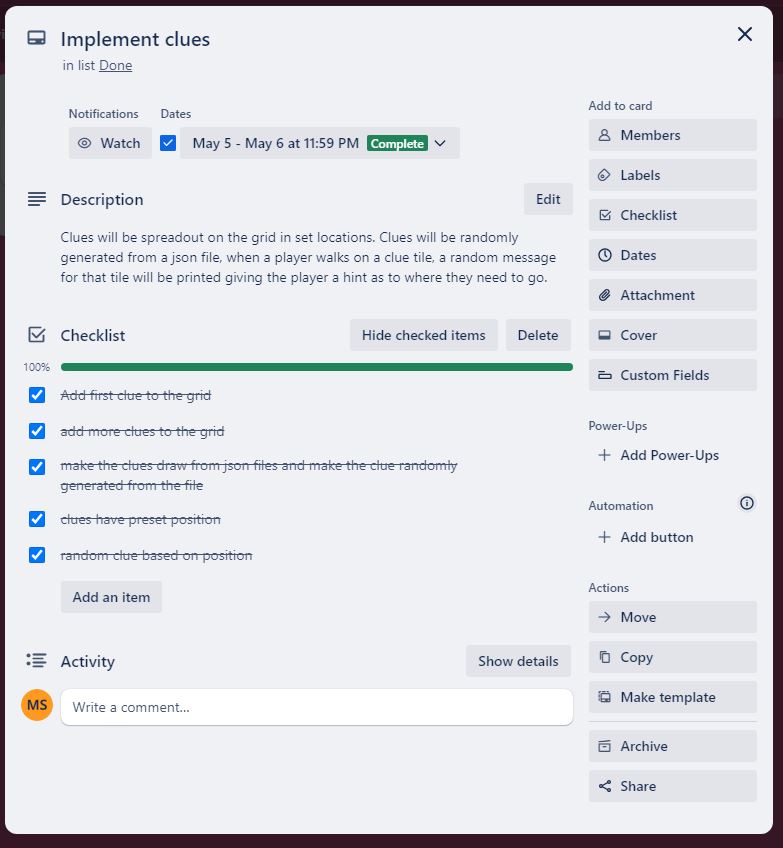 Implement clues
in list Done
Notifications
Dates
Watch
May 5 - May 6 at 11:59 PM Complete
Description
Edit
Clues will be spreadout on the grid in set locations. Clues will be randomly
generated from a json file, when a player walks on a clue tile, a random message
for that tile will be printed giving the player a hint as to where they need to go.
Checklist
Hide checked items
Delete
100%
Add first clue to the grid
add more clues to the grid
make the clues draw from json files and make the clue randomly
generated from the file
clues have preset position
random clue based on position
Add an item
Activity
Show details
MS
Write a comment...
Add to card
Members
Labels
Checklist
Dates
Attachment
Cover
Custom Fields
Power-Ups
Add Power-Ups
Automation
Add button
Actions
Move
Copy
Make template
Archive
Share